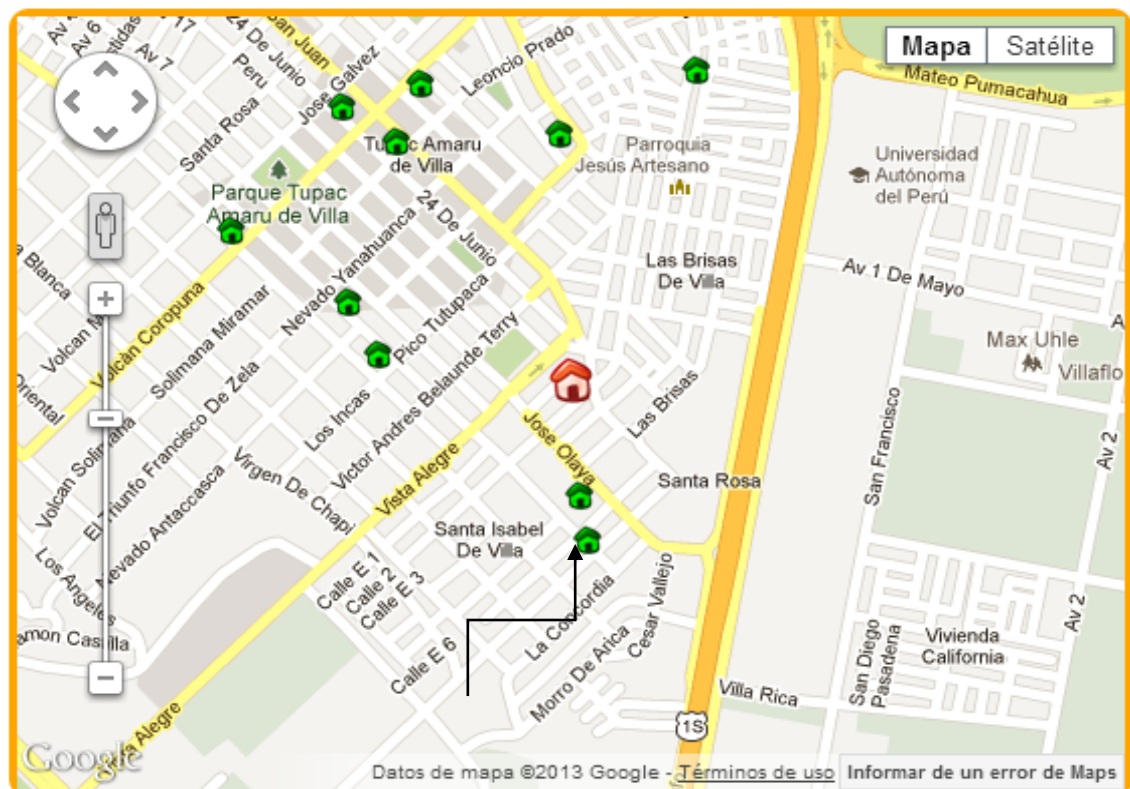 Av 6
Av 7
17
24 De Junio
San Juan
Perú
Jose Galvez
Leoncio Prado
Santa Rosa
Mapa
Satélite
Mateo Pumacahua
Tupac Amaru
de Villa
Parroquia
Jesús Artesano
Universidad
Autónoma
del Perú
Parque Tupac
Amaru de Villa
24 De Junio
Nevado Yanahuanca
Las Brisas
De Villa
Av 1 De Mayo
Blanca
Volcan
Volcàn Coropuna
Solimana Miramar
Pico Tutupaca
Max Uhle
Villaflo
Oriental
Volcan Solimana
El Triunfo Francisco De Zela
Nevado Antaccasca
Los Incas
Victor Andres Belaunde Terry
Vista Alegre
Las Brisas
Jose Olaya
San Francisco
Av 2
Virgen De Chapi
Santa Rosa
Santa Isabel
De Villa
Los Angeles
Calle E 1
Calle 2
Calle E 3
Calle E 6
La Concordia
Cesar Vallejo
Morro De Arica
Av 2
amon Castilla
Vivienda
California
San Diego
Pasadena
Villa Rica
1S
Vista Alegre
Google
Datos de mapa ©2013 Google - Términos de uso
Informar de un error de Maps